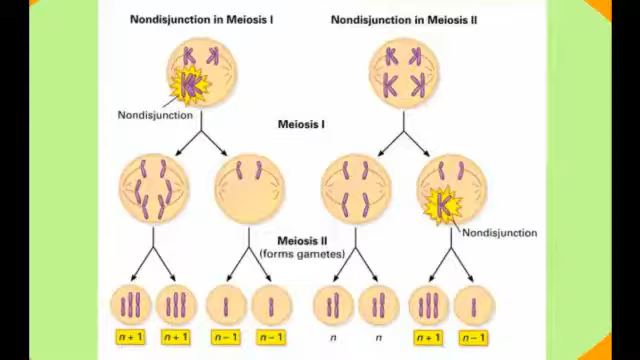 Nondisjunction in Meiosis I
Nondisjunction in Meiosis II
Nondisjunction
Meiosis I
Nondisjunction
Meiosis II
(forms gametes)
n + 1
n + 1
n − 1
n − 1
n
n
n + 1
n − 1